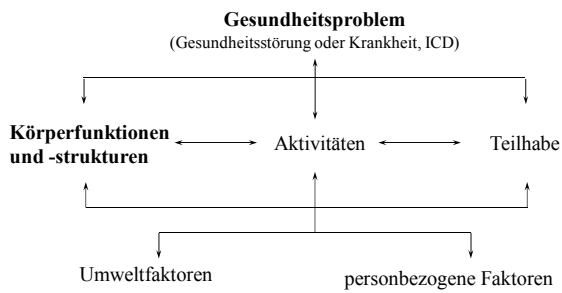 Gesundheitsproblem
(Gesundheitsstörung oder Krankheit, ICD)
Körperfunktionen
und -strukturen
Aktivitäten
Teilhabe
Umweltfaktoren
personbezogene Faktoren